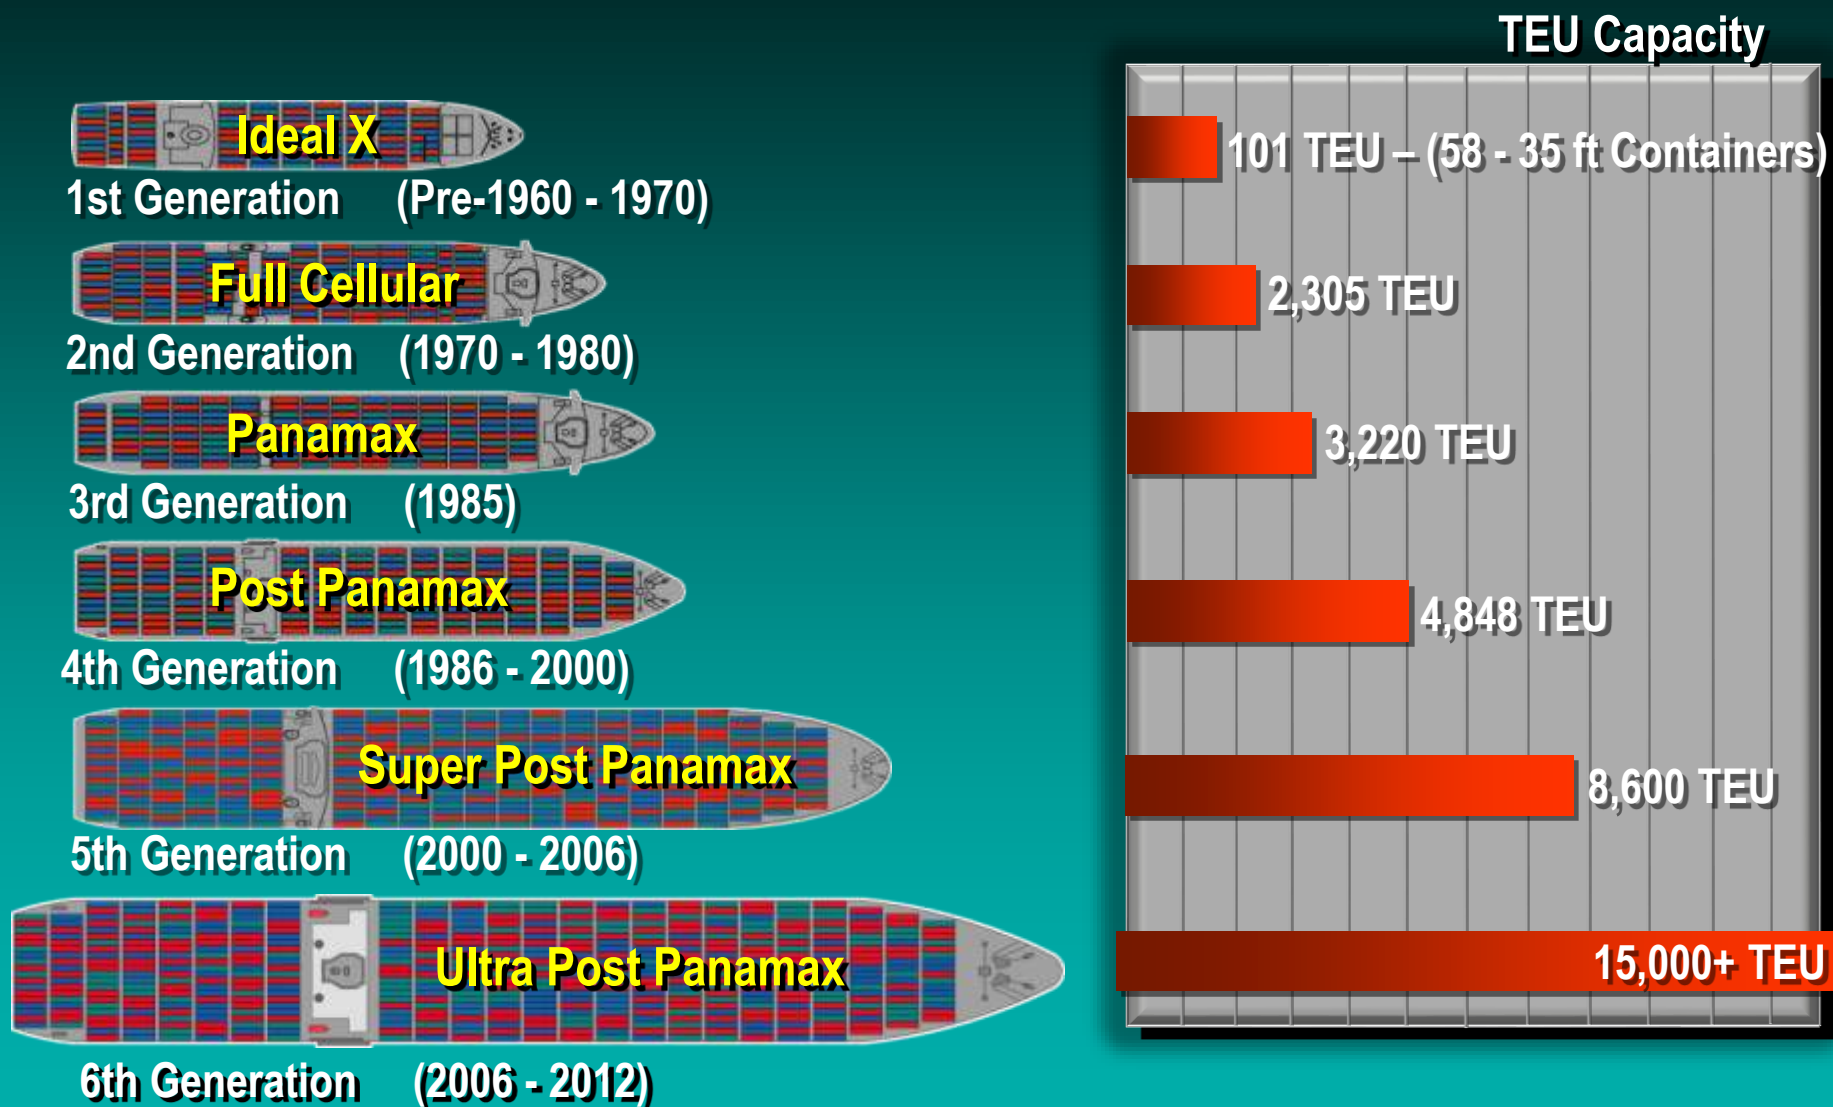 TEU Capacity
Ideal X
101 TEU – (58 - 35 ft Containers)
1st Generation (Pre-1960 - 1970)
Full Cellular
2,305 TEU
2nd Generation (1970 - 1980)
Panamax
3,220 TEU
3rd Generation (1985)
Post Panamax
4,848 TEU
4th Generation (1986 - 2000)
Super Post Panamax
8,600 TEU
5th Generation (2000 - 2006)
Ultra Post Panamax
15,000+ TEU
6th Generation (2006 - 2012)